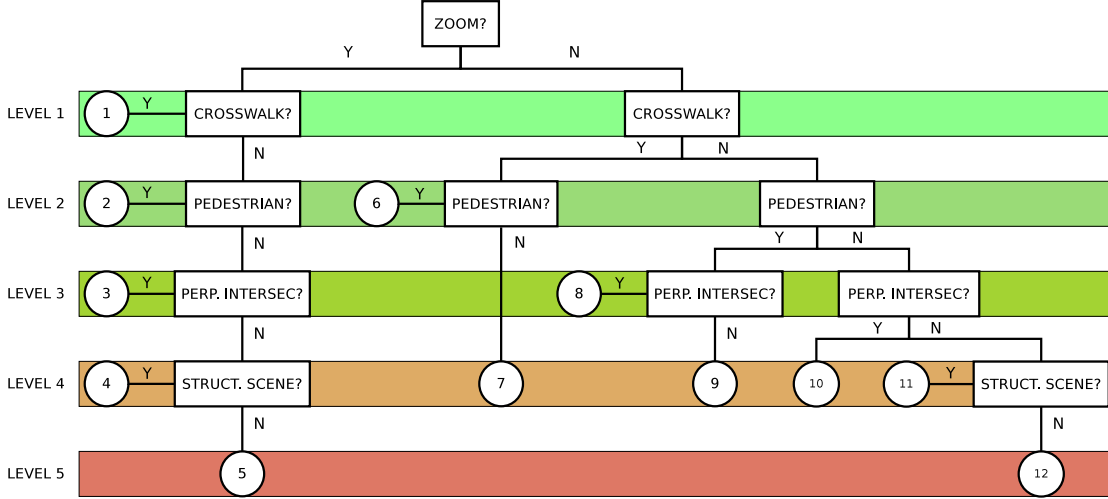 ZOOM?
Y N
LEVEL 1 1 Y CROSSWALK? CROSSWALK?
N Y N
LEVEL 2 2 Y PEDESTRIAN? 6 Y PEDESTRIAN? PEDESTRIAN?
N N Y N
LEVEL 3 3 Y PERP. INTERSEC? 8 Y PERP. INTERSEC? PERP. INTERSEC?
N N Y N
LEVEL 4 4 Y STRUCT. SCENE? 7 9 10 11 Y STRUCT. SCENE?
N N
LEVEL 5 5 12